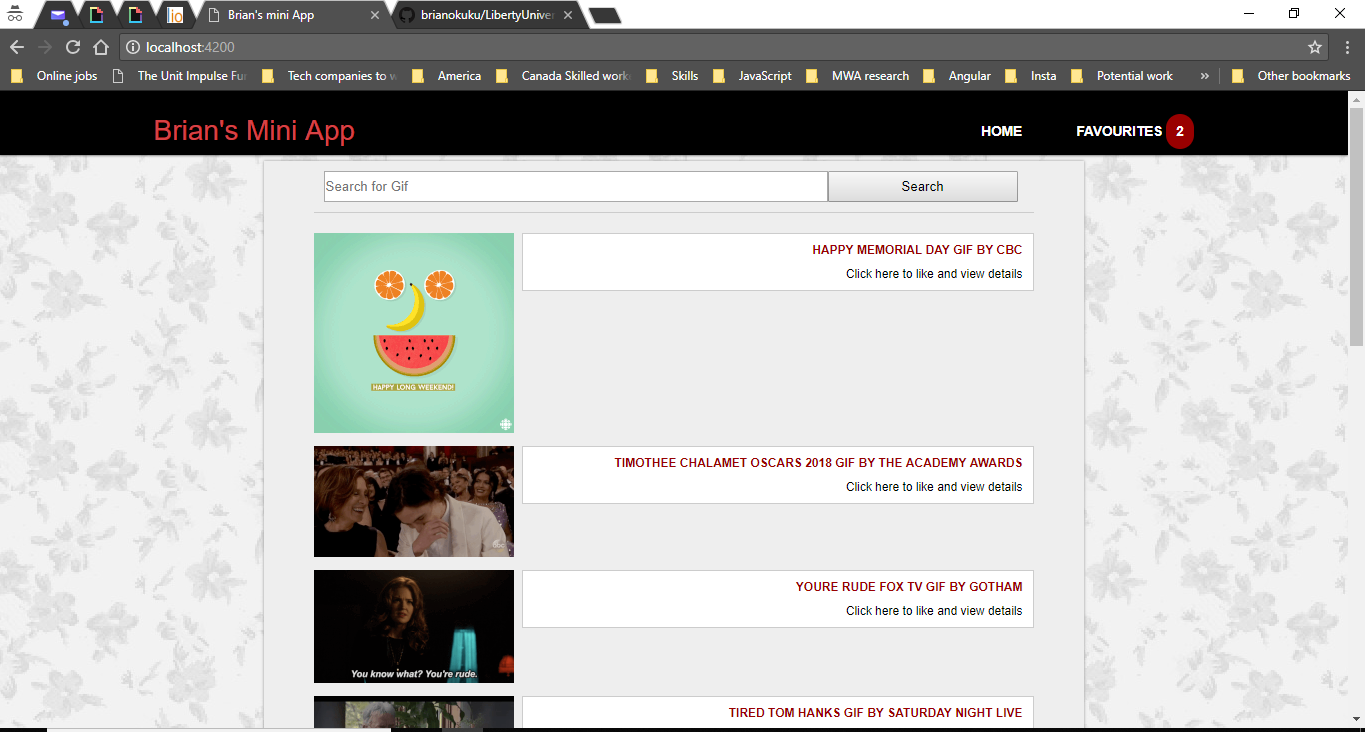 lio
Brian's mini App
brianokuku/LibertyUniver
localhost:4200
Online jobs
The Unit Impulse Fun
Tech companies to w
America
Canada Skilled work
Skills
JavaScript
MWA research
Angular
Insta
Potential work
»
Other bookmarks
Brian's Mini App
HOME
FAVOURITES 2
Search for Gif
Search
HAPPY LONG WEEKEND!
HAPPY MEMORIAL DAY GIF BY CBC
Click here to like and view details
abc
TIMOTHEE CHALAMET OSCARS 2018 GIF BY THE ACADEMY AWARDS
Click here to like and view details
You know what? You're rude.
YOURE RUDE FOX TV GIF BY GOTHAM
Click here to like and view details
TIRED TOM HANKS GIF BY SATURDAY NIGHT LIVE